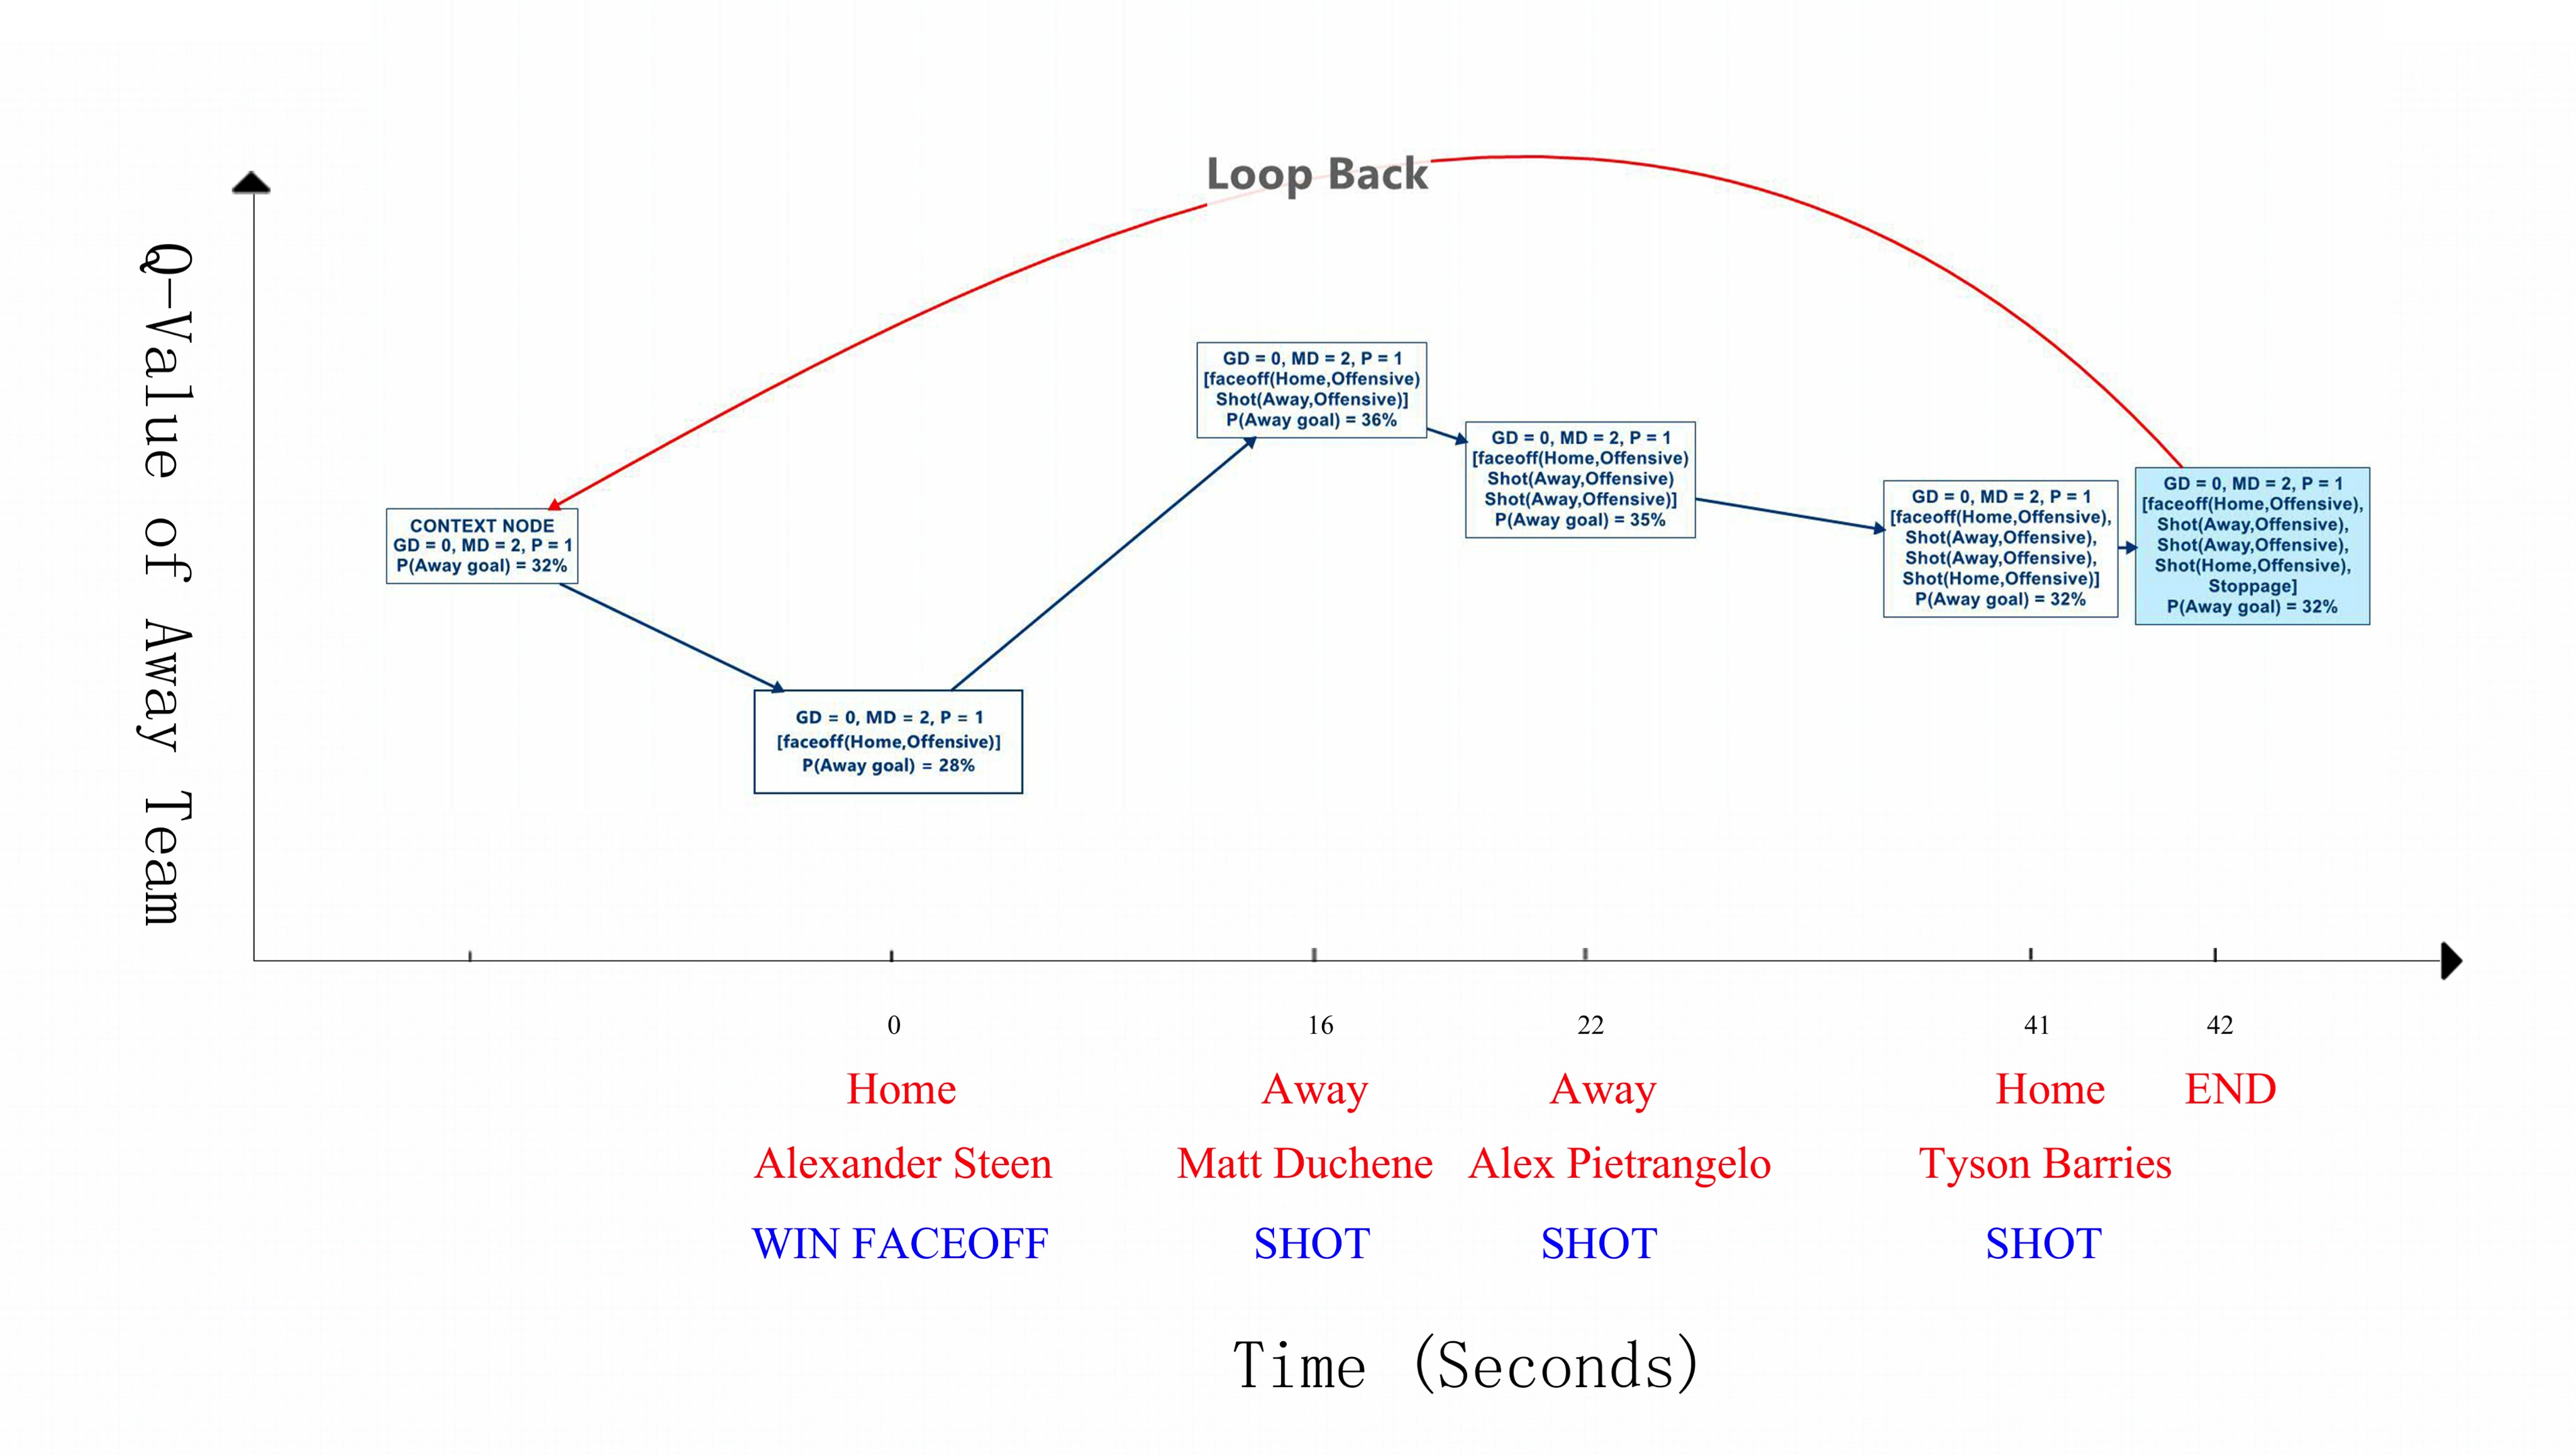 Loop Back
Q-Value of Away Team
CONTEXT NODE
GD = 0, MD = 2, P = 1
P(Away goal) = 32%
GD = 0, MD = 2, P = 1
[faceoff(Home,Offensive)]
P(Away goal) = 28%
GD = 0, MD = 2, P = 1
[faceoff(Home,Offensive)
Shot(Away,Offensive)]
P(Away goal) = 36%
GD = 0, MD = 2, P = 1
[faceoff(Home,Offensive)
Shot(Away,Offensive)
Shot(Away,Offensive)]
P(Away goal) = 35%
GD = 0, MD = 2, P = 1
[faceoff(Home,Offensive),
Shot(Away,Offensive),
Shot(Away,Offensive),
Shot(Home,Offensive)]
P(Away goal) = 32%
GD = 0, MD = 2, P = 1
[faceoff(Home,Offensive),
Shot(Away,Offensive),
Shot(Away,Offensive),
Shot(Home,Offensive),
Stoppage]
P(Away goal) = 32%
0 16 22 41 42
Home Away Away Home END
Alexander Steen Matt Duchene Alex Pietrangelo Tyson Barries
WIN FACEOFF SHOT SHOT SHOT
Time (Seconds)